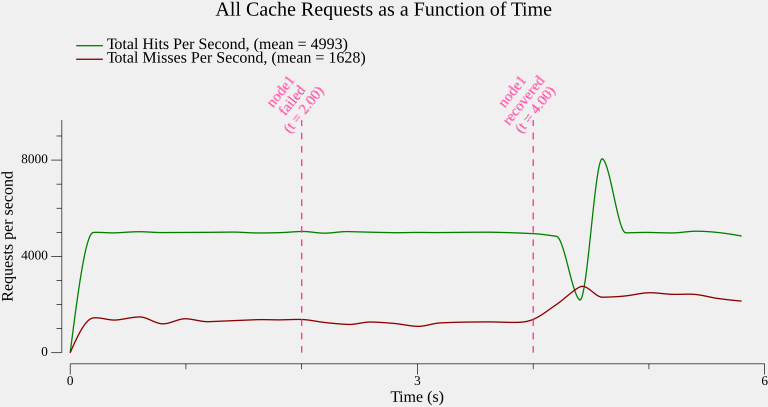 All Cache Requests as a Function of Time
Total Hits Per Second, (mean = 4993)
Total Misses Per Second, (mean = 1628)
node1
failed
(t = 2.00)
node1
recovered
(t = 4.00)
Requests per second
8000
4000
0
0
3
6
Time (s)